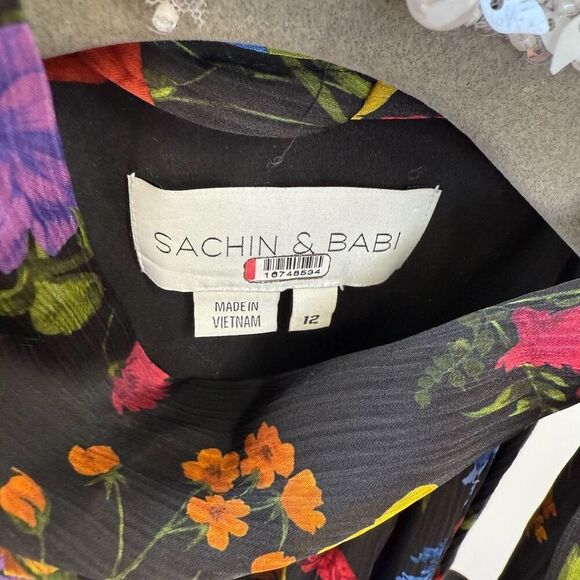 SACHIN & BABI
16748534
MADE IN
VIETNAM
12